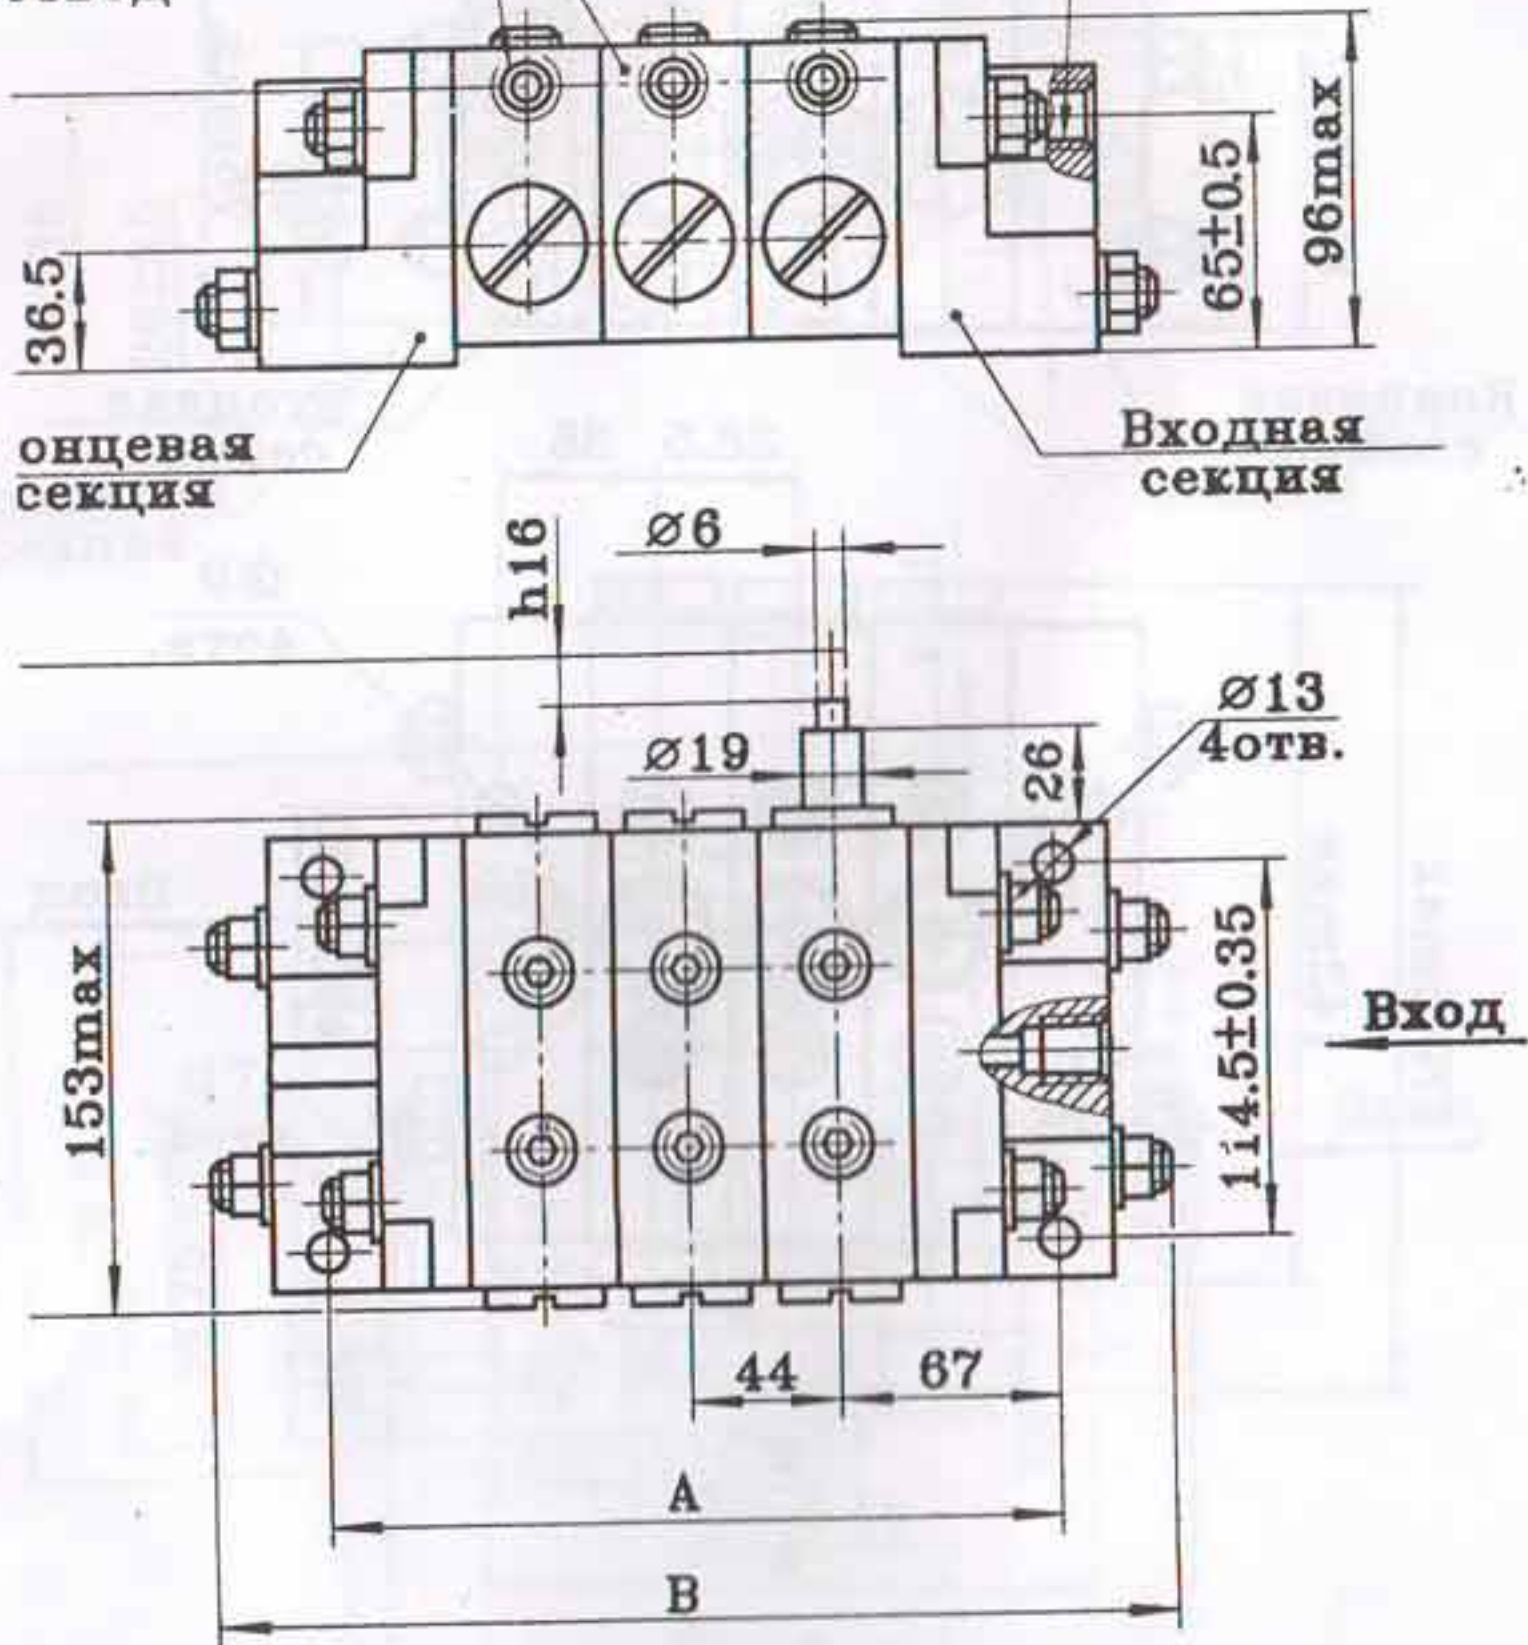 96max
65±0.5
36.5
онцевая
секция
Входная
секция
h16
⌀6
⌀13
4отв.
⌀19
26
153max
114.5±0.35
Вход
44
67
A
B